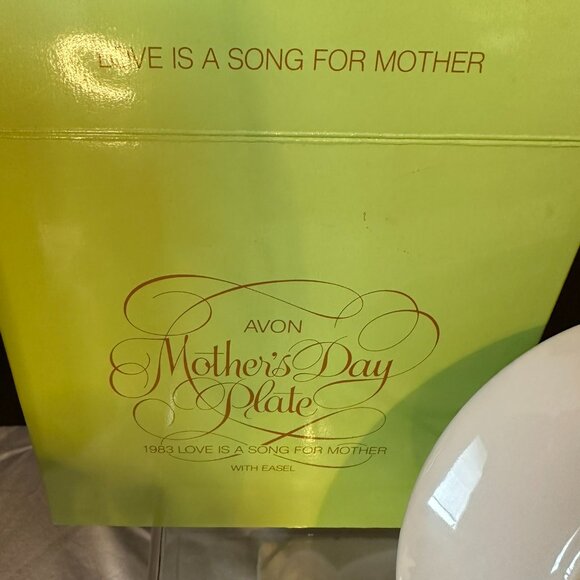 LOVE IS A SONG FOR MOTHER
AVON
Mother's Day
Plate
1983 LOVE IS A SONG FOR MOTHER
WITH EASEL